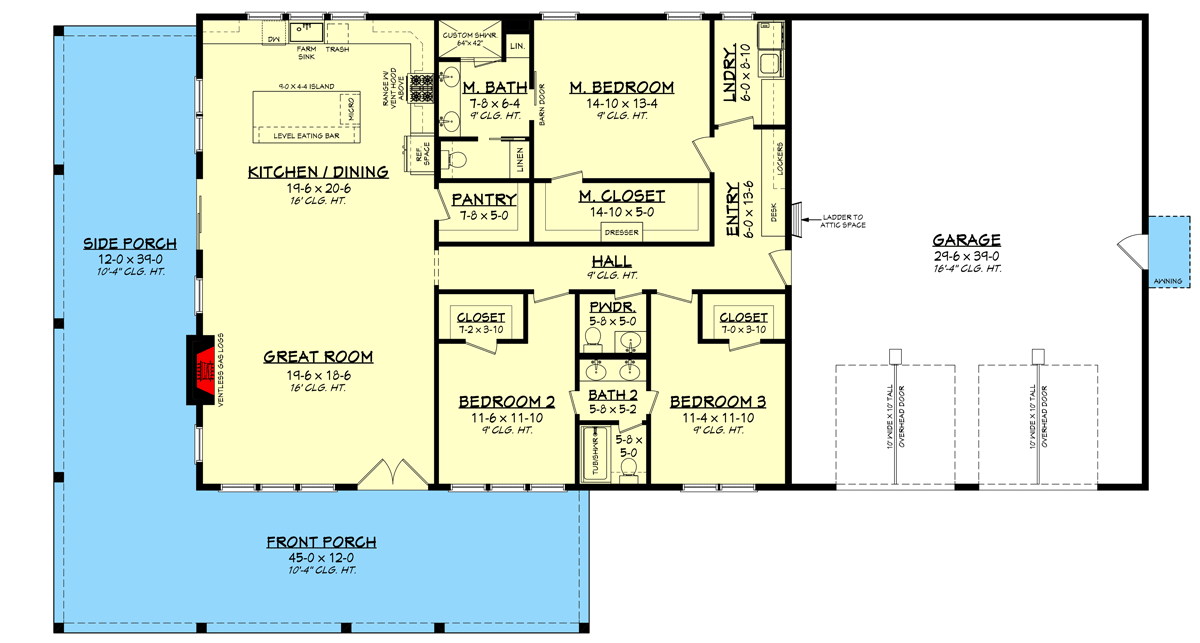 DW
FARM
SINK
TRASH
9-0 X 4-4 ISLAND
MICRO
LEVEL EATING BAR
RANGE W/
VENT HOOD
ABOVE
REF.
SPACE
KITCHEN / DINING
19-6 x 20-6
16' CLG. HT.
CUSTOM SHWR.
64"x 42"
LIN.
M. BATH
7-8 x 6-4
9' CLG. HT.
BARN DOOR
LINEN
M. BEDROOM
14-10 x 13-4
9' CLG. HT.
LNDRY.
6-0 x 8-10
LOCKERS
DESK
ENTRY
6-0 x 13-6
PANTRY
7-8 x 5-0
M. CLOSET
14-10 x 5-0
DRESSER
LADDER TO
ATTIC SPACE
SIDE PORCH
12-0 x 39-0
10'-4" CLG. HT.
HALL
9' CLG. HT.
GARAGE
29-6 x 39-0
16'-4" CLG. HT.
AWNING
VENTLESS GAS LOGS
GREAT ROOM
19-6 x 18-6
16' CLG. HT.
CLOSET
7-2 x 3-10
PWDR.
5-8 x 5-0
CLOSET
7-0 x 3-10
BEDROOM 2
11-6 x 11-10
9' CLG. HT.
BATH 2
5-8 x 5-2
BEDROOM 3
11-4 x 11-10
9' CLG. HT.
TUB/SHWR
5-8 x
5-0
10' WIDE X 10' TALL
OVERHEAD DOOR
10' WIDE X 10' TALL
OVERHEAD DOOR
FRONT PORCH
45-0 x 12-0
10'-4" CLG. HT.